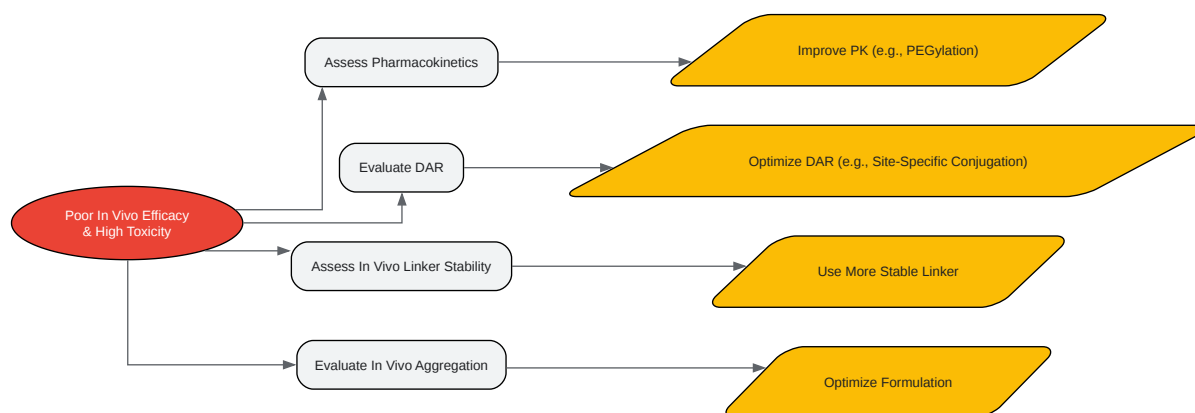 Poor In Vivo Efficacy
& High Toxicity
Assess Pharmacokinetics
Improve PK (e.g., PEGylation)
Evaluate DAR
Optimize DAR (e.g., Site-Specific Conjugation)
Assess In Vivo Linker Stability
Use More Stable Linker
Evaluate In Vivo Aggregation
Optimize Formulation